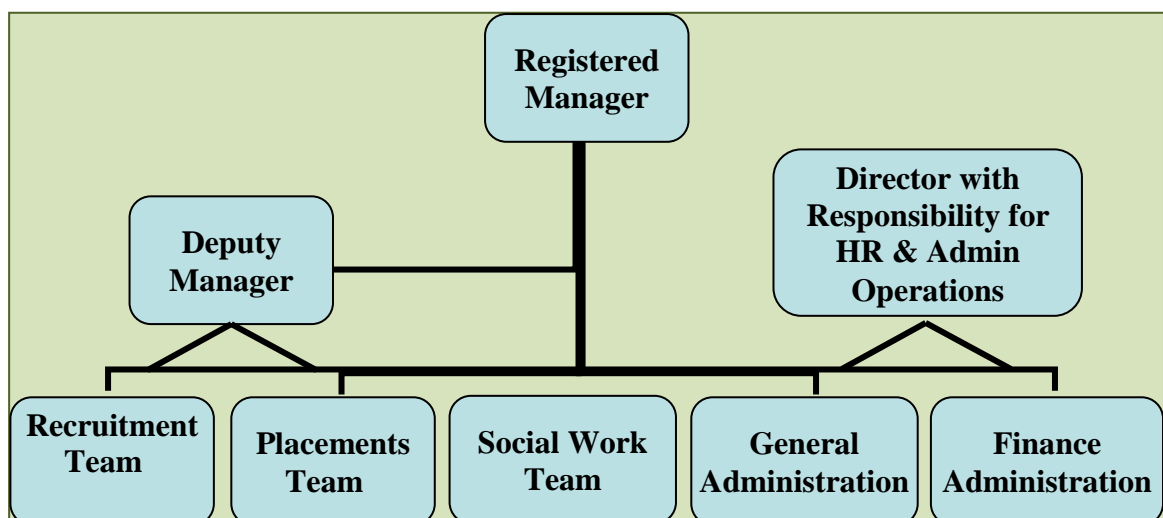 Registered
Manager
Director with
Responsibility for
HR & Admin
Operations
Deputy
Manager
Recruitment
Team
Placements
Team
Social Work
Team
General
Administration
Finance
Administration